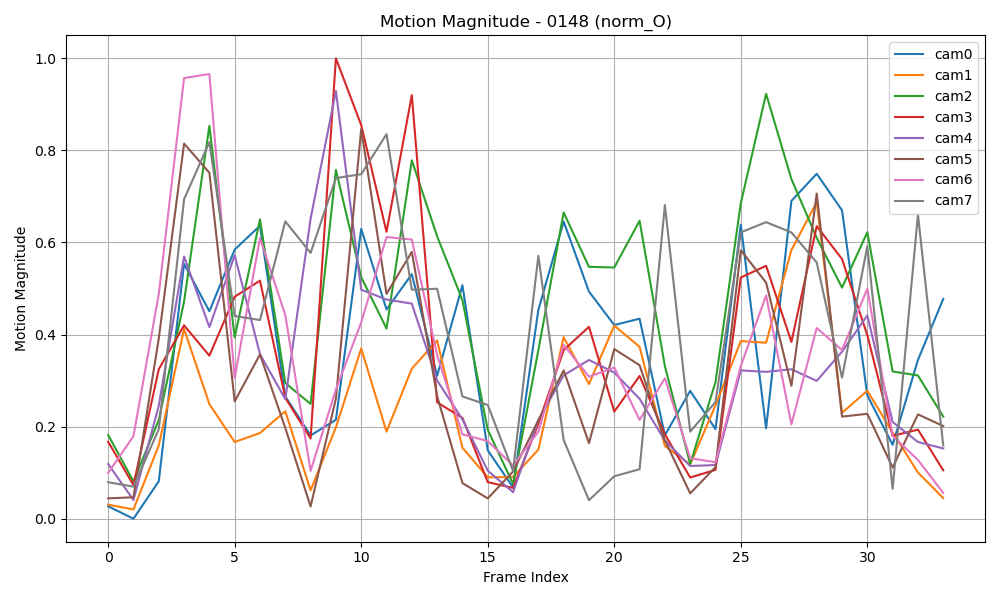 Motion Magnitude - 0148 (norm_O)
Motion Magnitude
1.0
0.8
0.6
0.4
0.2
0.0
0
5
10
15
20
25
30
Frame Index
cam0
cam1
cam2
cam3
cam4
cam5
cam6
cam7